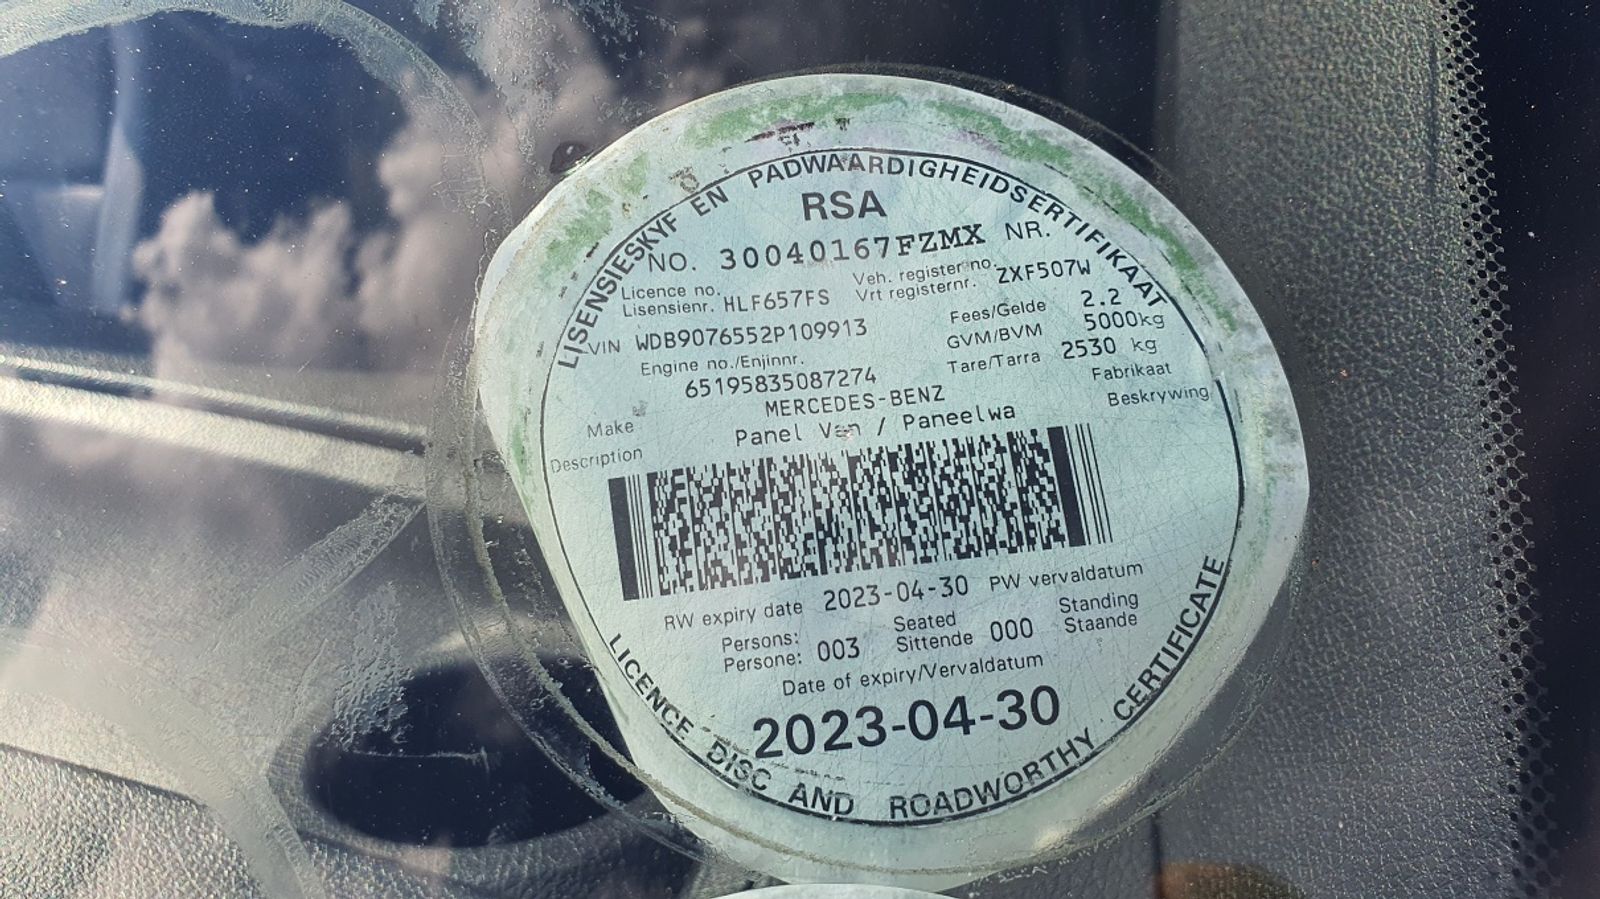 LISENSIESKYF EN PADWAARDIGHEIDSERTIFIKAAT
RSA
NO. 30040167FZMX NR.
Licence no.
Lisensienr. HLF657FS
Veh. register no.
Vrt registernr. ZXF507W
VIN WDB9076552P109913
Fees/Gelde 2.2
GVM/BVM 5000kg
Engine no./Enjinnr.
65195835087274
Tare/Tarra 2530 kg
Make MERCEDES-BENZ Fabrikaat
Description Panel Van / Paneelwa Beskrywing
RW expiry date 2023-04-30 PW vervaldatum
Persons:
Persone: 003
Seated
Sittende 000
Standing
Staande
Date of expiry/Vervaldatum
2023-04-30
LICENCE DISC AND ROADWORTHY CERTIFICATE